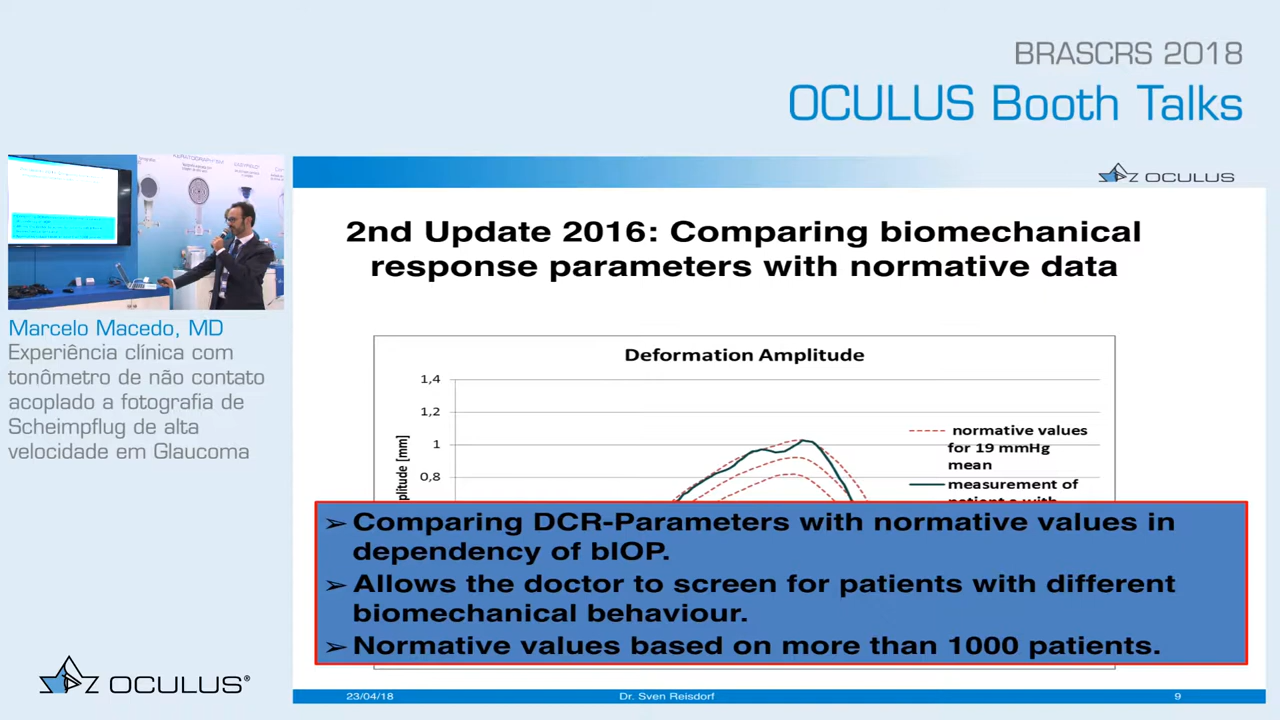 BRASCRS 2018
OCULUS Booth Talks
OCULUS
2nd Update 2016: Comparing biomechanical
response parameters with normative data
Deformation Amplitude
1,4
1,2
1
0,8
[mm]
normative values
for 19 mmHg
mean
measurement of
Comparing DCR-Parameters with normative values in
dependency of bIOP.
Allows the doctor to screen for patients with different
biomechanical behaviour.
Normative values based on more than 1000 patients.
23/04/18
Dr. Sven Reisdorf
9
Marcelo Macedo, MD
Experiência clínica com
tonômetro de não contato
acoplado a fotografia de
Scheimpflug de alta
velocidade em Glaucoma
OCULUS®